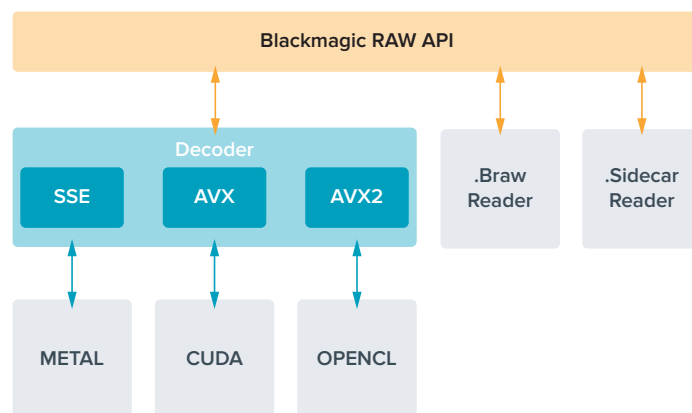 Blackmagic RAW API
Decoder
SSE
AVX
AVX2
.Braw
Reader
.Sidecar
Reader
METAL
CUDA
OPENCL